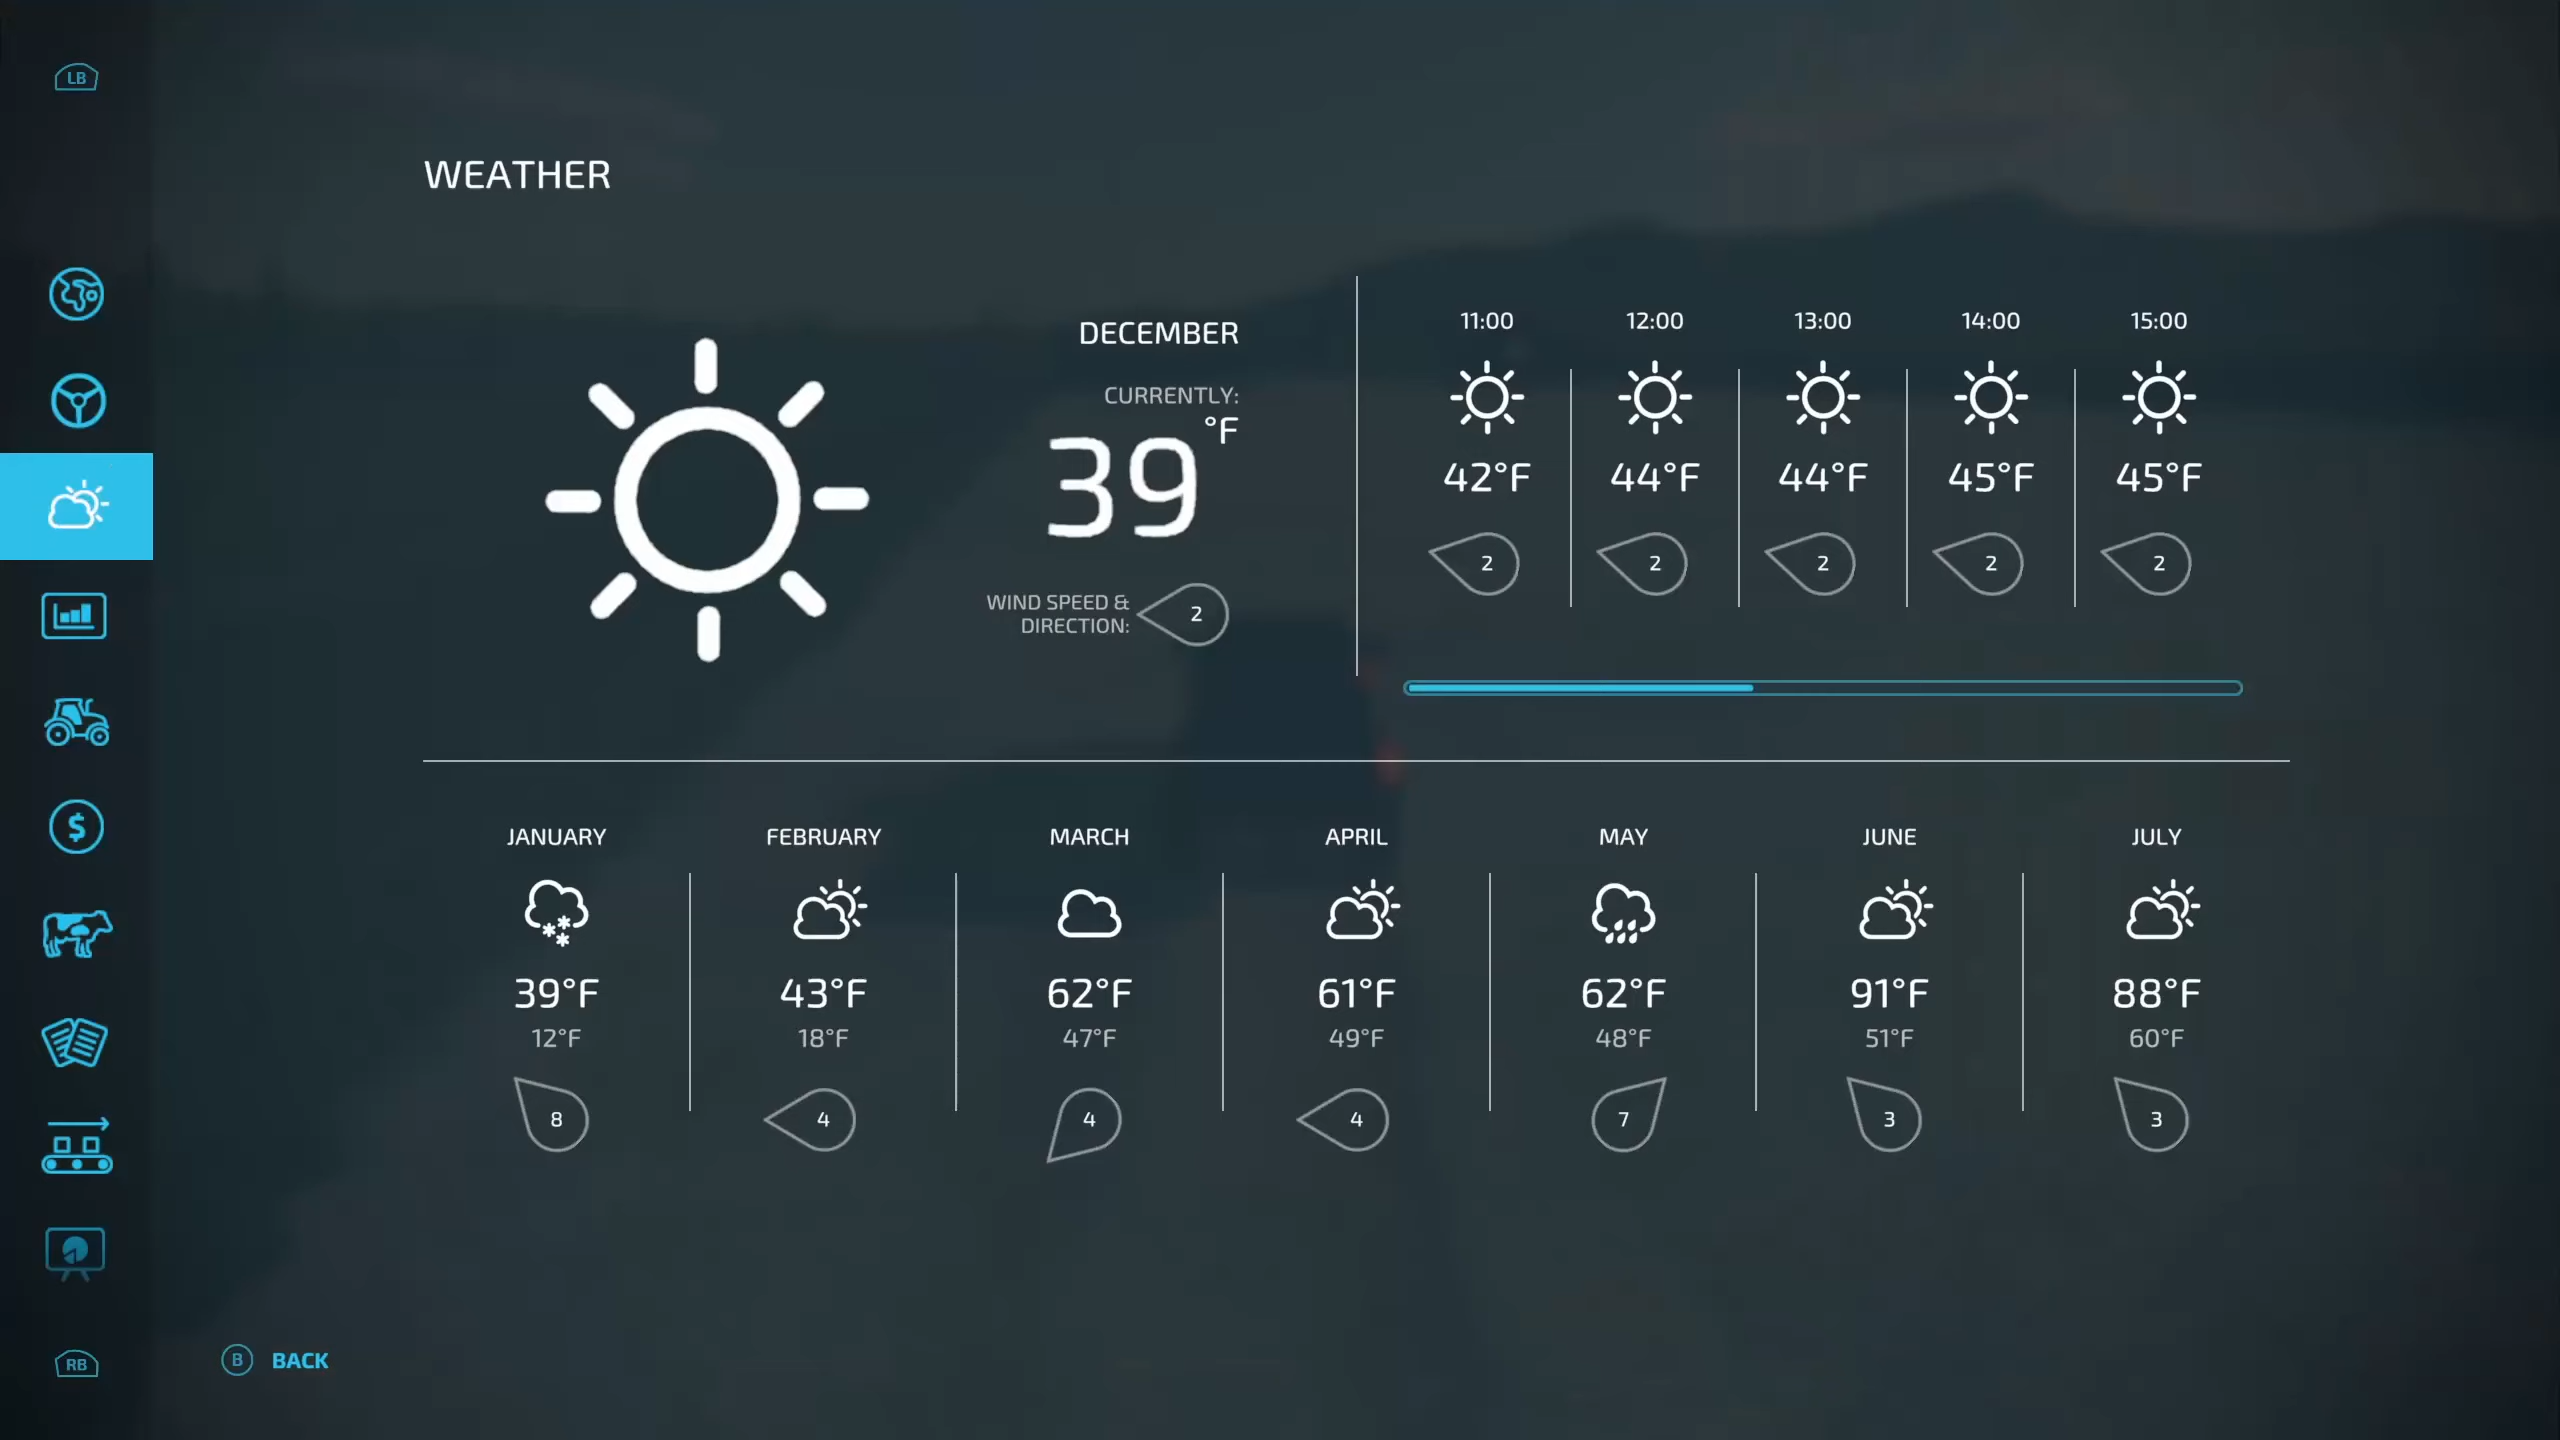 LB
WEATHER
DECEMBER
CURRENTLY:
39 °F
WIND SPEED &
DIRECTION:
2
11:00 12:00 13:00 14:00 15:00
42°F 44°F 44°F 45°F 45°F
2 2 2 2 2
JANUARY FEBRUARY MARCH APRIL MAY JUNE JULY
39°F 43°F 62°F 61°F 62°F 91°F 88°F
12°F 18°F 47°F 49°F 48°F 51°F 60°F
8 4 4 4 7 3 3
$
RB
B BACK